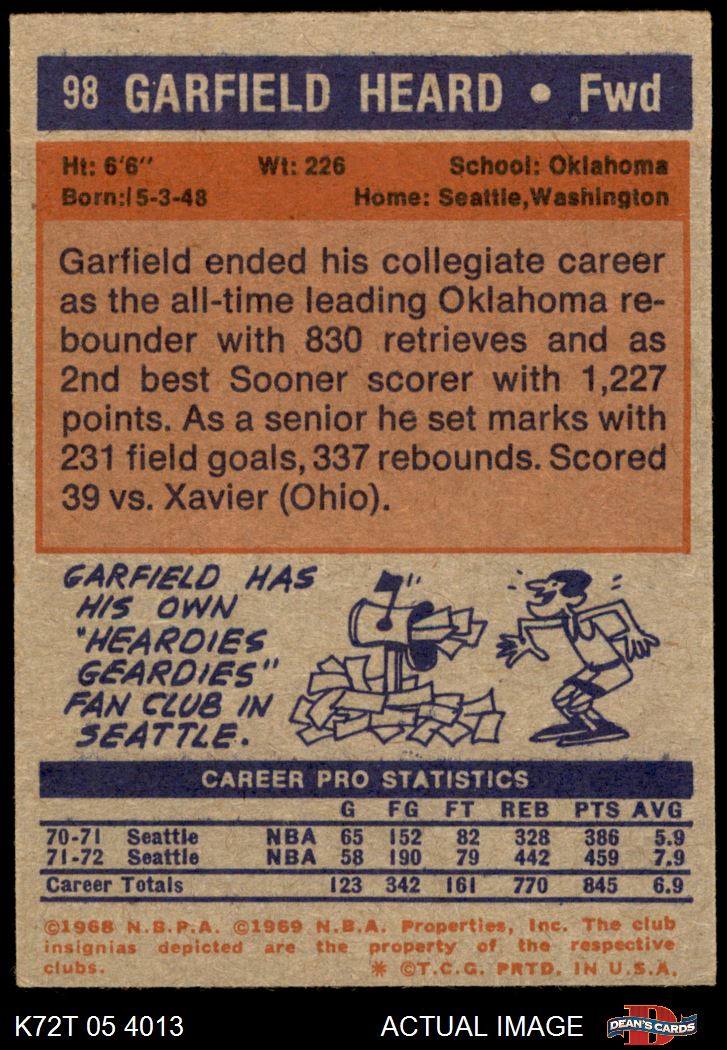 98 GARFIELD HEARD • Fwd
Ht: 6'6" Wt: 226 School: Oklahoma
Born: 5-3-48 Home: Seattle,Washington
Garfield ended his collegiate career
as the all-time leading Oklahoma re-
bounder with 830 retrieves and as
2nd best Sooner scorer with 1,227
points. As a senior he set marks with
231 field goals, 337 rebounds. Scored
39 vs. Xavier (Ohio).
GARFIELD HAS
HIS OWN
"HEARDIES
GEARDIES"
FAN CLUB IN
SEATTLE.
CAREER PRO STATISTICS
G FG FT REB PTS AVG
70-71 Seattle NBA 65 152 82 328 386 5.9
71-72 Seattle NBA 58 190 79 442 459 7.9
Career Totals 123 342 161 770 845 6.9
©1968 N.B.P.A. ©1969 N.B.A. Properties, Inc. The club
insignias depicted are the property of the respective
clubs. * ©T.C.G. PRTD. IN U.S.A.
K72T 05 4013 ACTUAL IMAGE DEAN'S CARDS